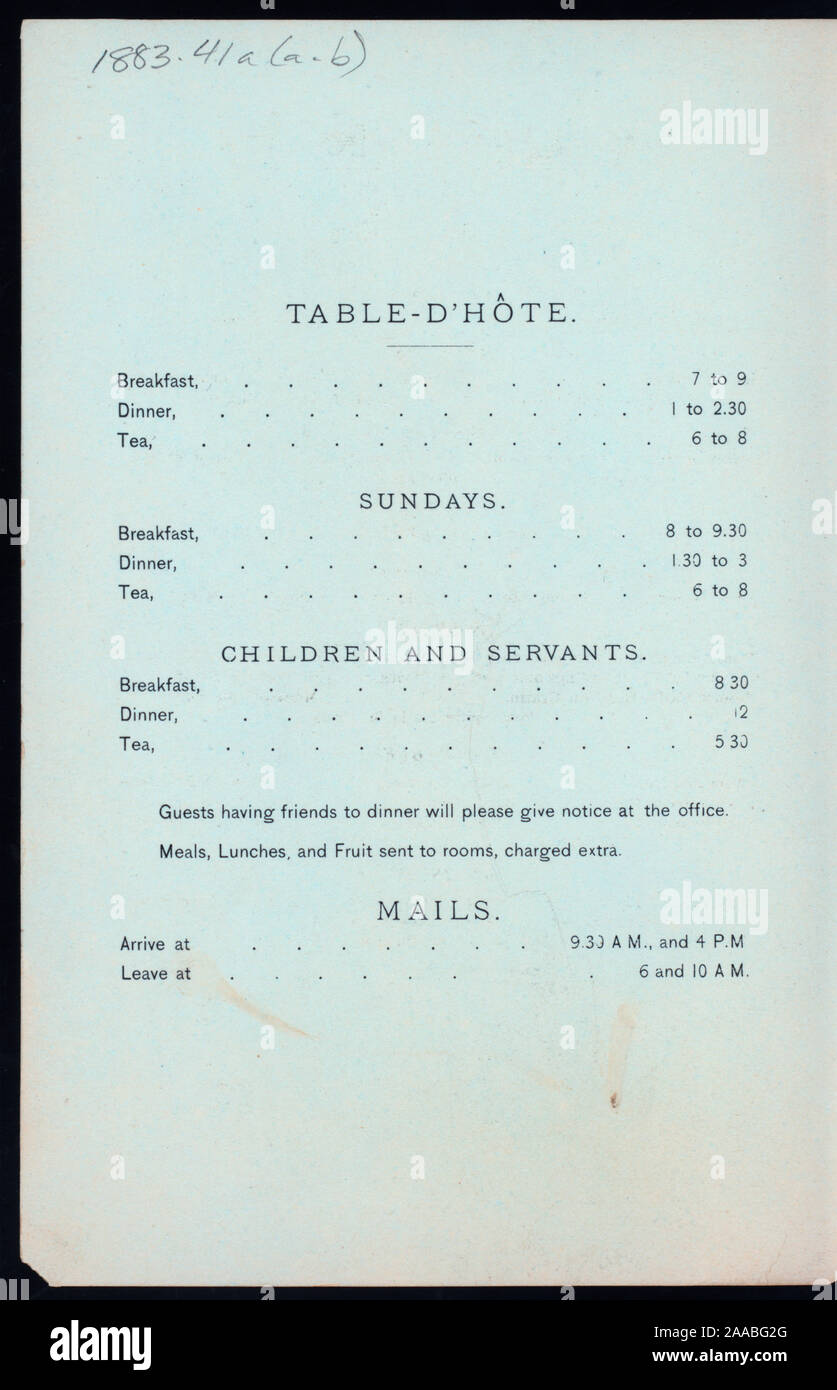 1883.41a (a-b)
TABLE-D'HÔTE.
Breakfast, . . . . . . . . . . 7 to 9
Dinner, . . . . . . . . . . 1 to 2.30
Tea, . . . . . . . . . . . 6 to 8
SUNDAYS.
Breakfast, . . . . . . . . . 8 to 9.30
Dinner, . . . . . . . . . . 1.30 to 3
Tea, . . . . . . . . . . 6 to 8
CHILDREN AND SERVANTS.
Breakfast, . . . . . . . . . . 8 30
Dinner, . . . . . . . . . . . 12
Tea, . . . . . . . . . . . 5 30
Guests having friends to dinner will please give notice at the office.
Meals, Lunches, and Fruit sent to rooms, charged extra.
MAILS.
Arrive at . . . . . . . 9.30 A M., and 4 P.M
Leave at . . . . . . . 6 and 10 A M.
alamy
Image ID: 2AABG2G
www.alamy.com